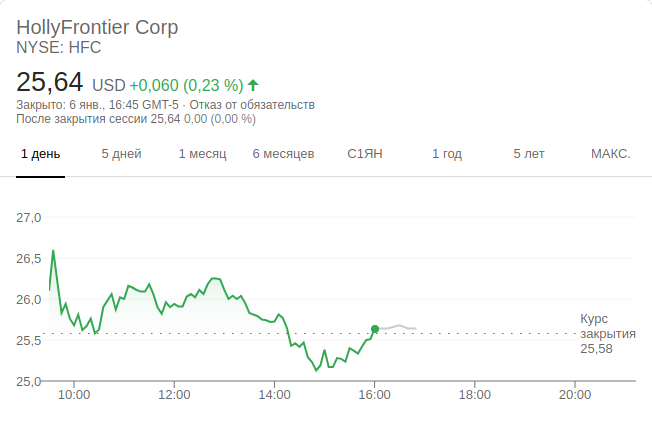 HollyFrontier Corp
NYSE: HFC
25,64 USD +0,060 (0,23 %)
Закрыто: 6 янв., 16:45 GMT-5 · Отказ от обязательств
После закрытия сессии 25,64 0,00 (0,00 %)
1 день 5 дней 1 месяц 6 месяцев С1ЯН 1 год 5 лет МАКС.
27,0
26,5
26,0
25,5
25,0
Курс
закрытия
25,58
10:00 12:00 14:00 16:00 18:00 20:00